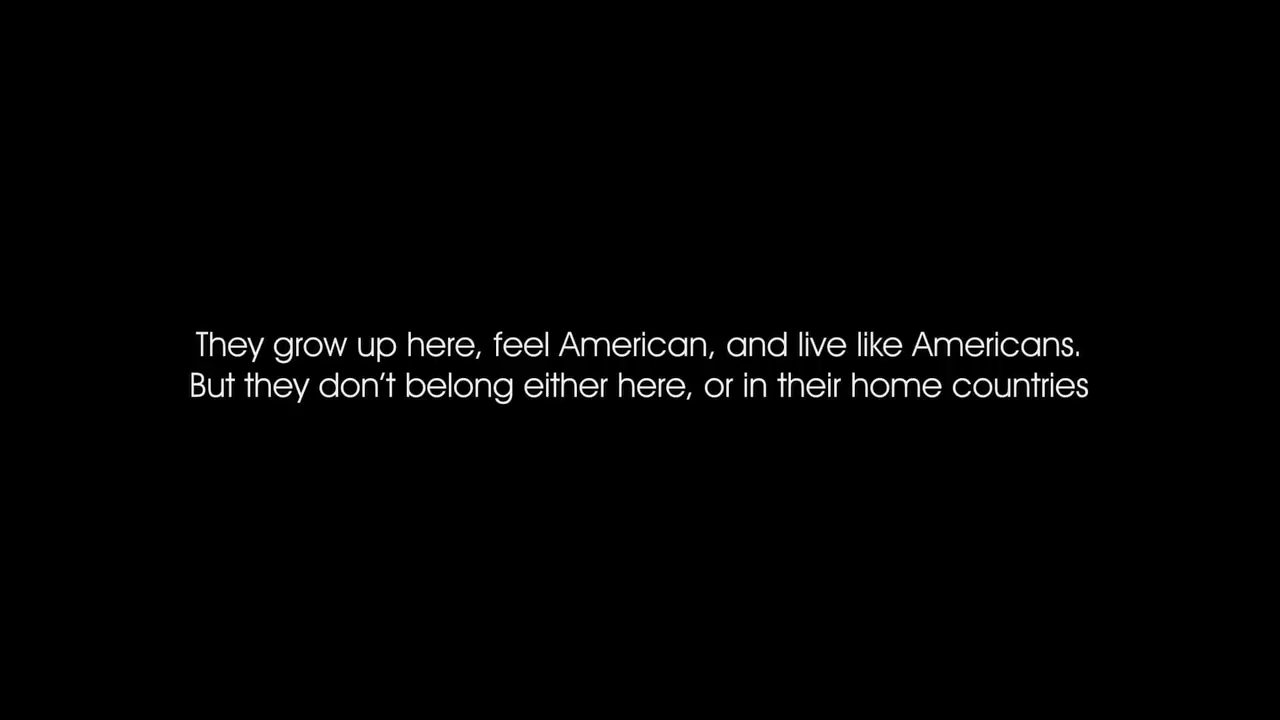 They grow up here, feel American, and live like Americans.
But they don’t belong either here, or in their home countries